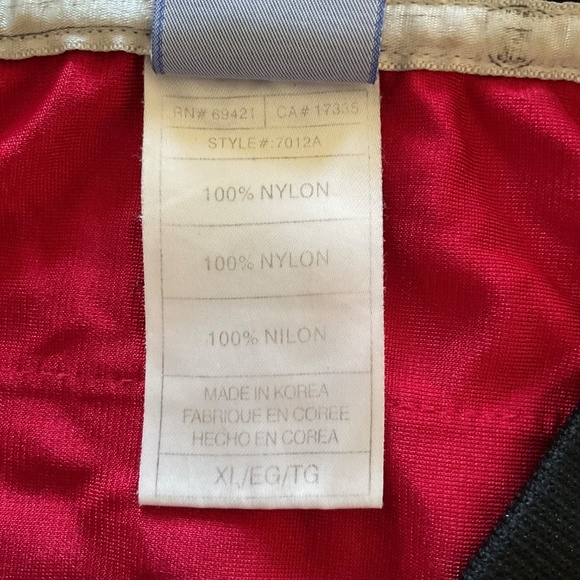 RN# 69421 CA# 17335
STYLE#:7012A
100% NYLON
100% NYLON
100% NILON
MADE IN KOREA
FABRIQUE EN COREE
HECHO EN COREA
XL/EG/TG